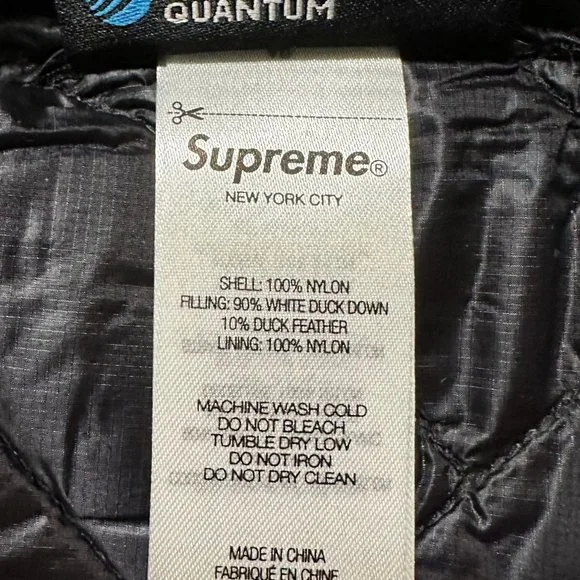 QUANTUM
Supreme®
NEW YORK CITY
SHELL: 100% NYLON
FILLING: 90% WHITE DUCK DOWN
10% DUCK FEATHER
LINING: 100% NYLON
MACHINE WASH COLD
DO NOT BLEACH
TUMBLE DRY LOW
DO NOT IRON
DO NOT DRY CLEAN
MADE IN CHINA
FABRIQUÉ EN CHINE